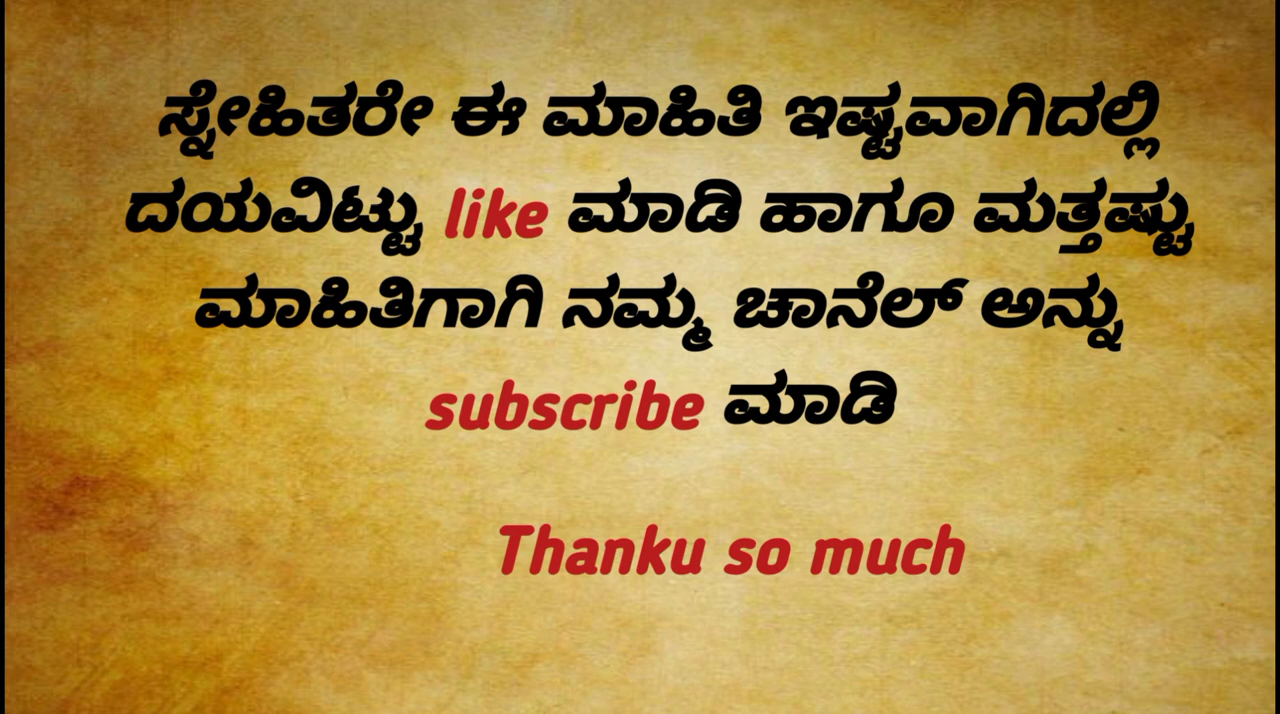 ಸ್ನೇಹಿತರೇ ಈ ಮಾಹಿತಿ ಇಷ್ಟವಾಗಿದಲ್ಲಿ
ದಯವಿಟ್ಟು like ಮಾಡಿ ಹಾಗೂ ಮತ್ತಷ್ಟು
ಮಾಹಿತಿಗಾಗಿ ನಮ್ಮ ಚಾನೆಲ್ ಅನ್ನು
subscribe ಮಾಡಿ
Thanku so much